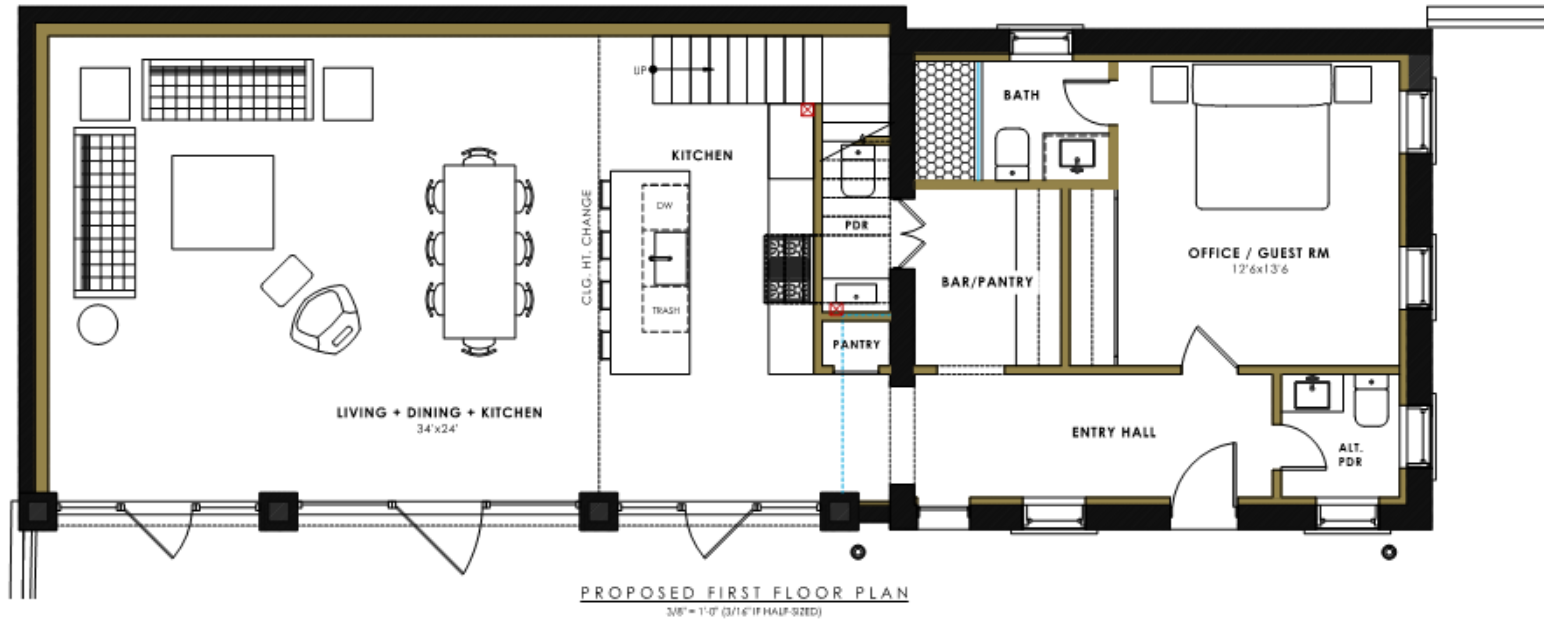 UP
BATH
KITCHEN
CLG. HT. CHANGE
DW
PDR
OFFICE / GUEST RM
12'6x13'6
BAR/PANTRY
TRASH
PANTRY
LIVING + DINING + KITCHEN
34'x24'
ENTRY HALL
ALT.
PDR
PROPOSED FIRST FLOOR PLAN
3/8" = 1'-0" (3/16" IF HALF-SIZED)